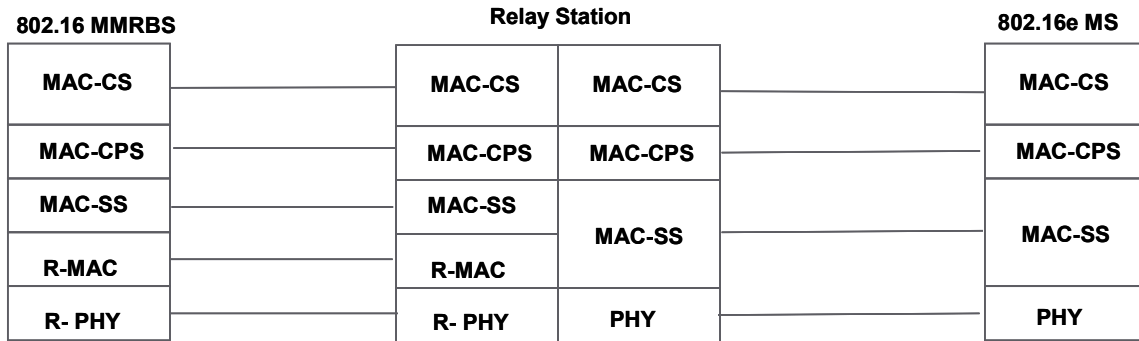 802.16 MMRBS
Relay Station
802.16e MS
MAC-CS
MAC-CS
MAC-CS
MAC-CS
MAC-CPS
MAC-CPS
MAC-CPS
MAC-CPS
MAC-SS
MAC-SS
MAC-SS
MAC-SS
R-MAC
R-MAC
R- PHY
R- PHY
PHY
PHY